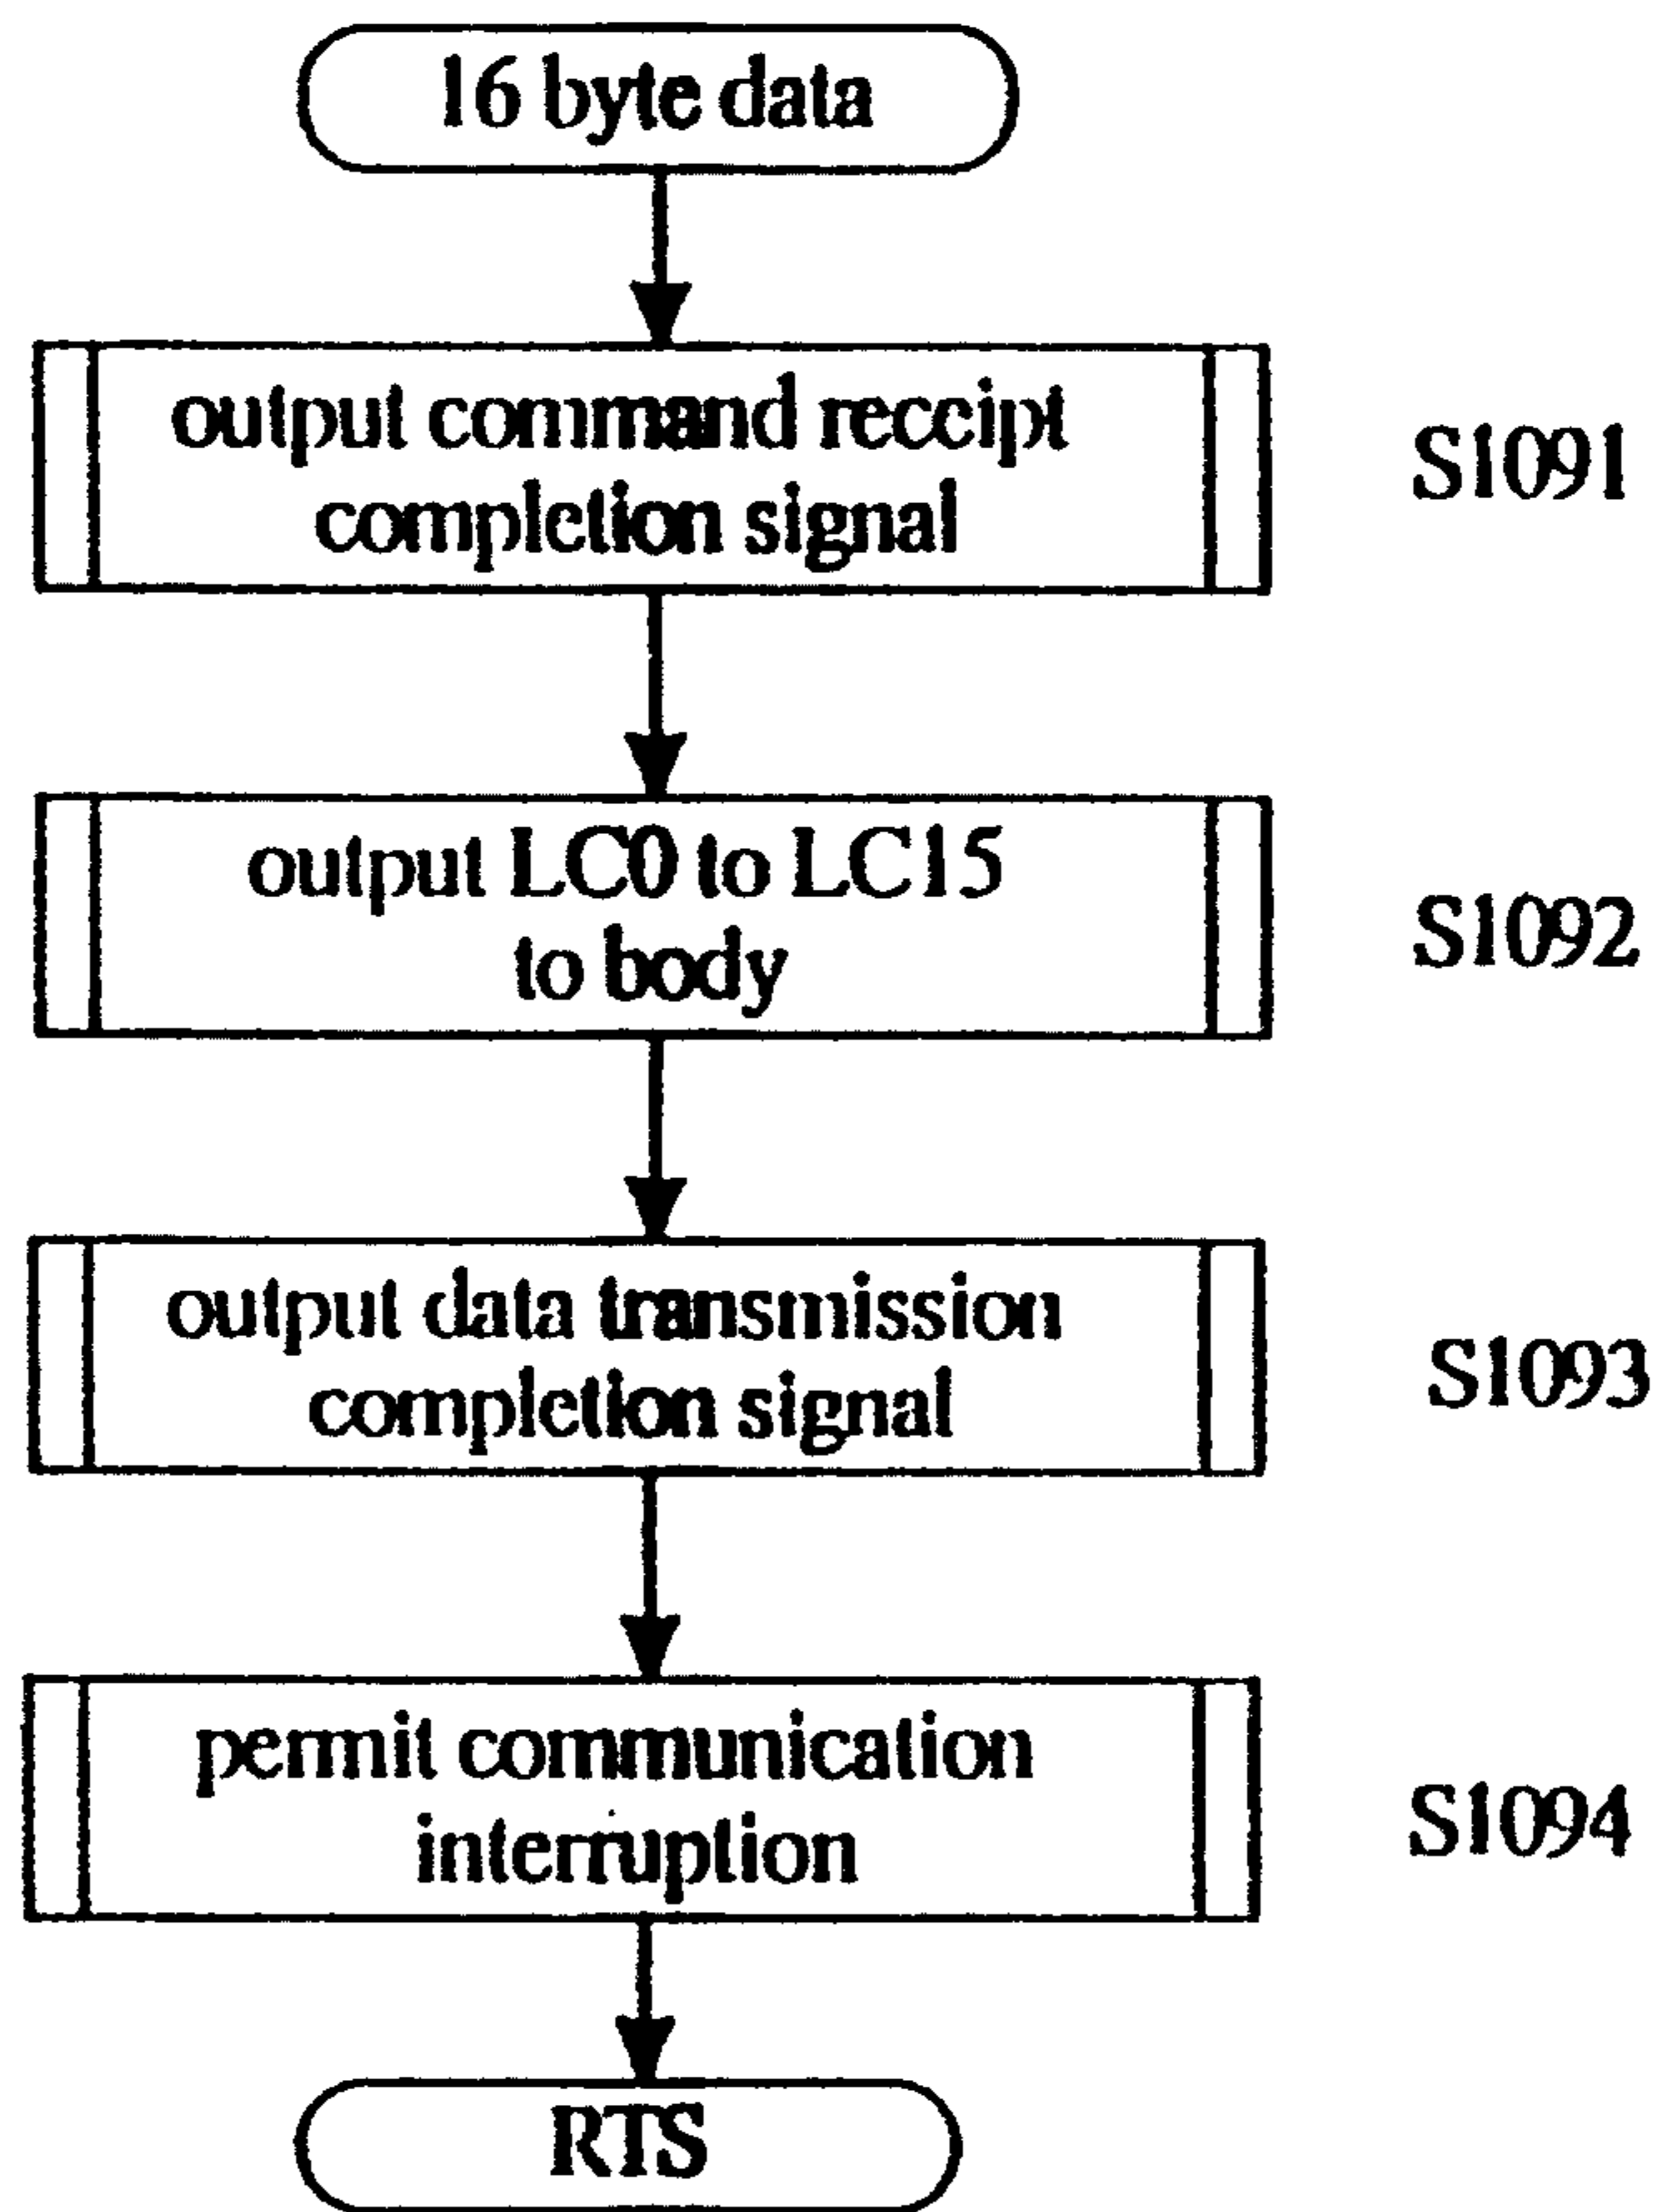 16 byte data
output command receipt
completion signal
S1091
output LC0 to LC15
to body
S1092
output data transmission
completion signal
S1093
permit communication
interruption
S1094
RTS